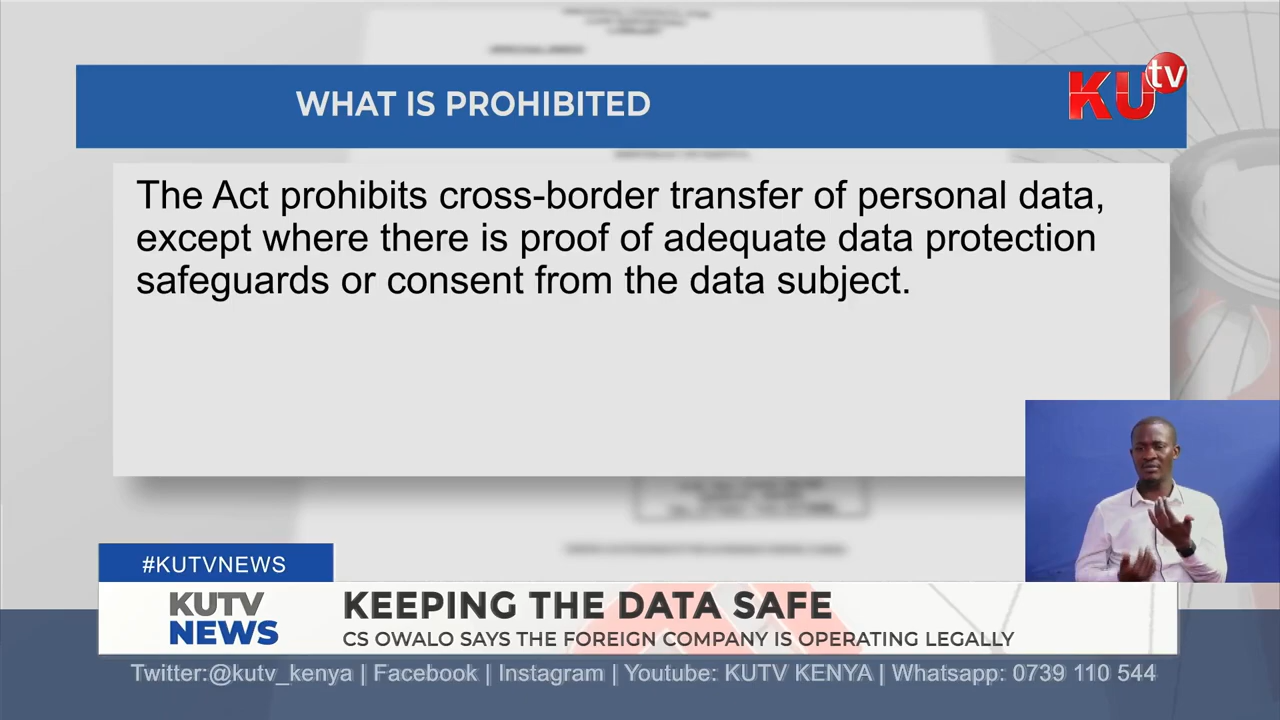 WHAT IS PROHIBITED
KU tv
The Act prohibits cross-border transfer of personal data,
except where there is proof of adequate data protection
safeguards or consent from the data subject.
#KUTVNEWS
KUTV
NEWS
KEEPING THE DATA SAFE
CS OWALO SAYS THE FOREIGN COMPANY IS OPERATING LEGALLY
Twitter:@kutv_kenya | Facebook | Instagram | Youtube: KUTV KENYA | Whatsapp: 0739 110 544